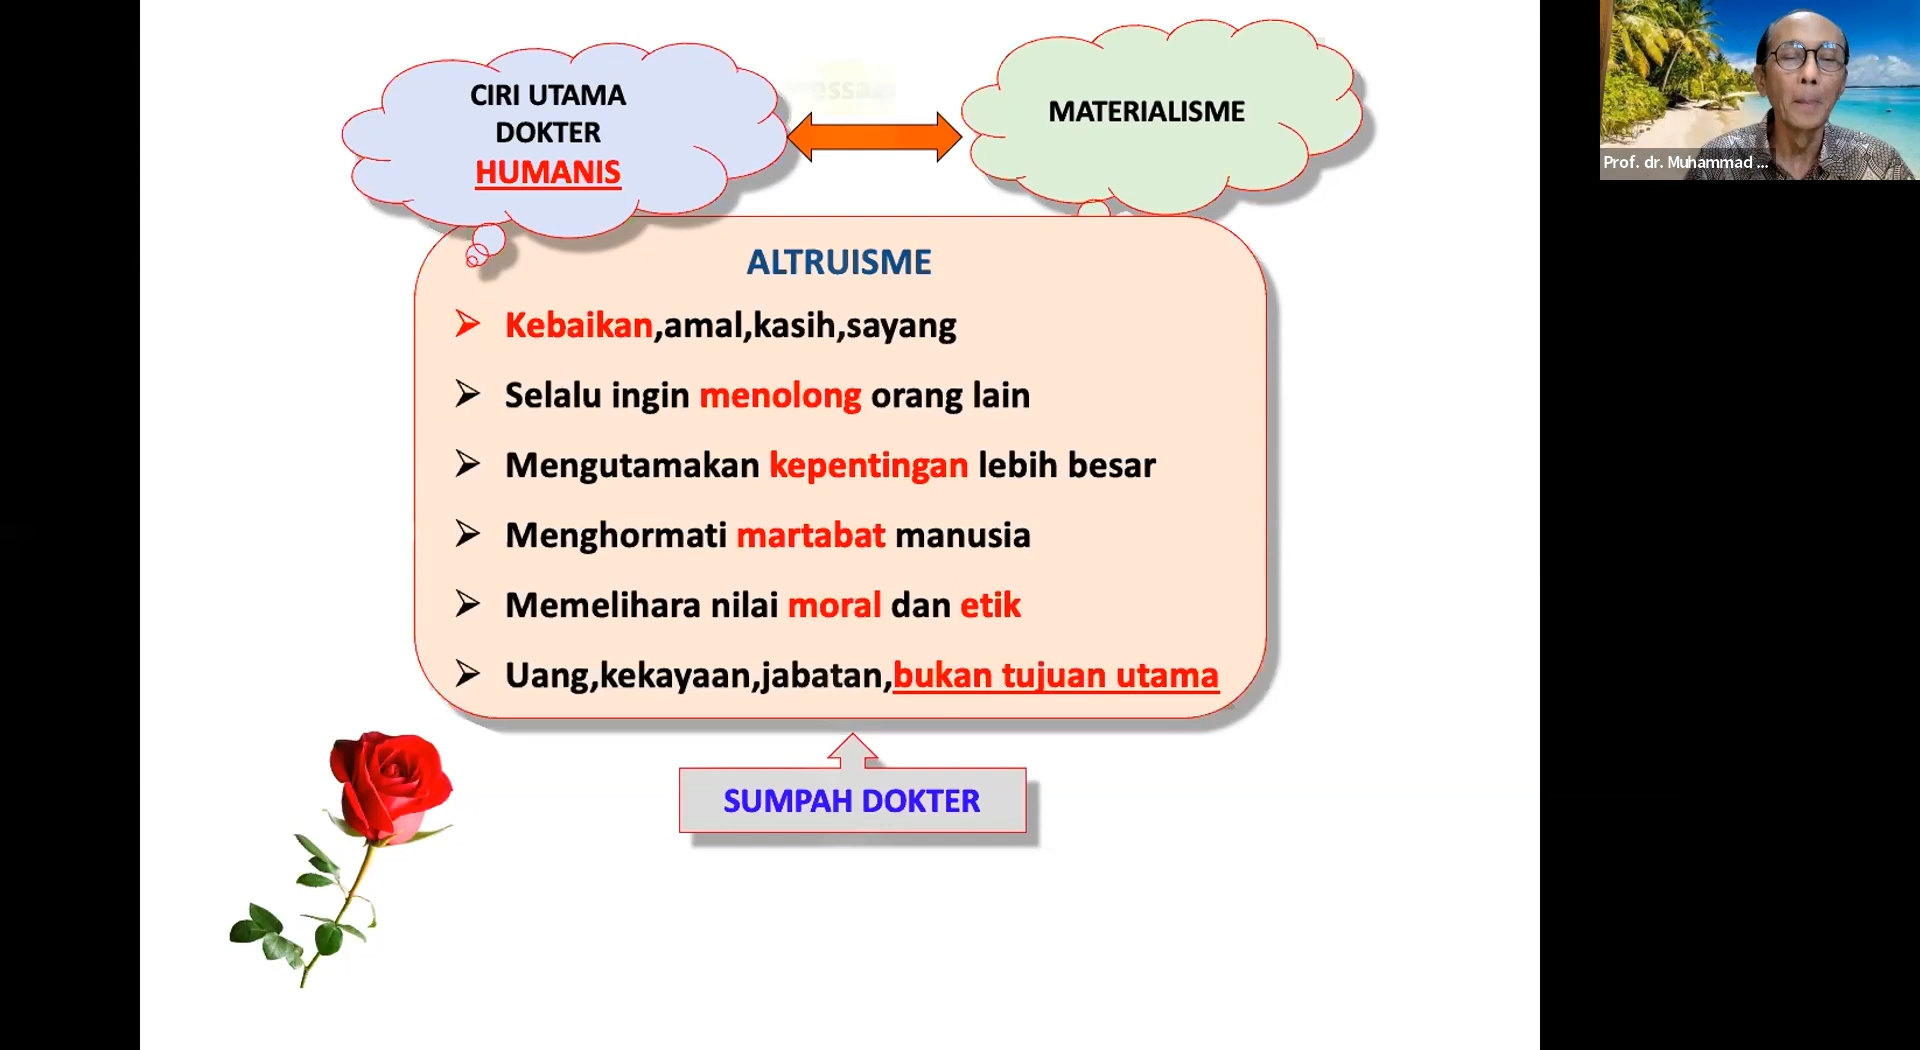 CIRI UTAMA
DOKTER
HUMANIS
MATERIALISME
ALTRUISME
Kebaikan,amal,kasih,sayang
Selalu ingin menolong orang lain
Mengutamakan kepentingan lebih besar
Menghormati martabat manusia
Memelihara nilai moral dan etik
Uang,kekayaan,jabatan,bukan tujuan utama
SUMPAH DOKTER
Prof. dr. Muhammad ...